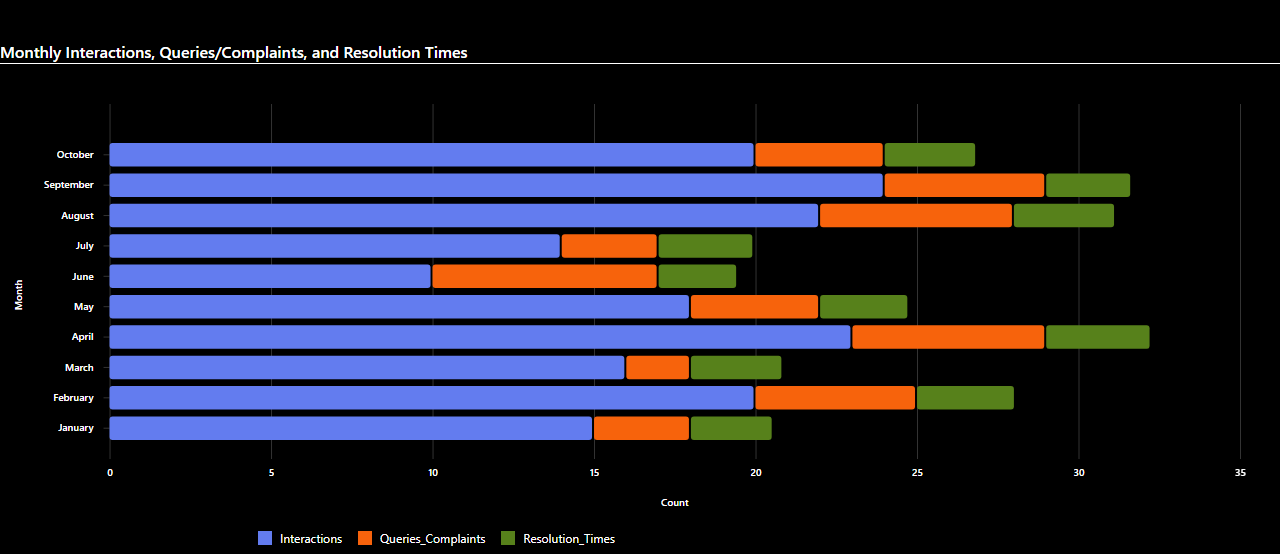 Monthly Interactions, Queries/Complaints, and Resolution Times
October
September
August
July
June
May
April
March
February
January
Month
0 5 10 15 20 25 30 35
Count
Interactions Queries_Complaints Resolution_Times